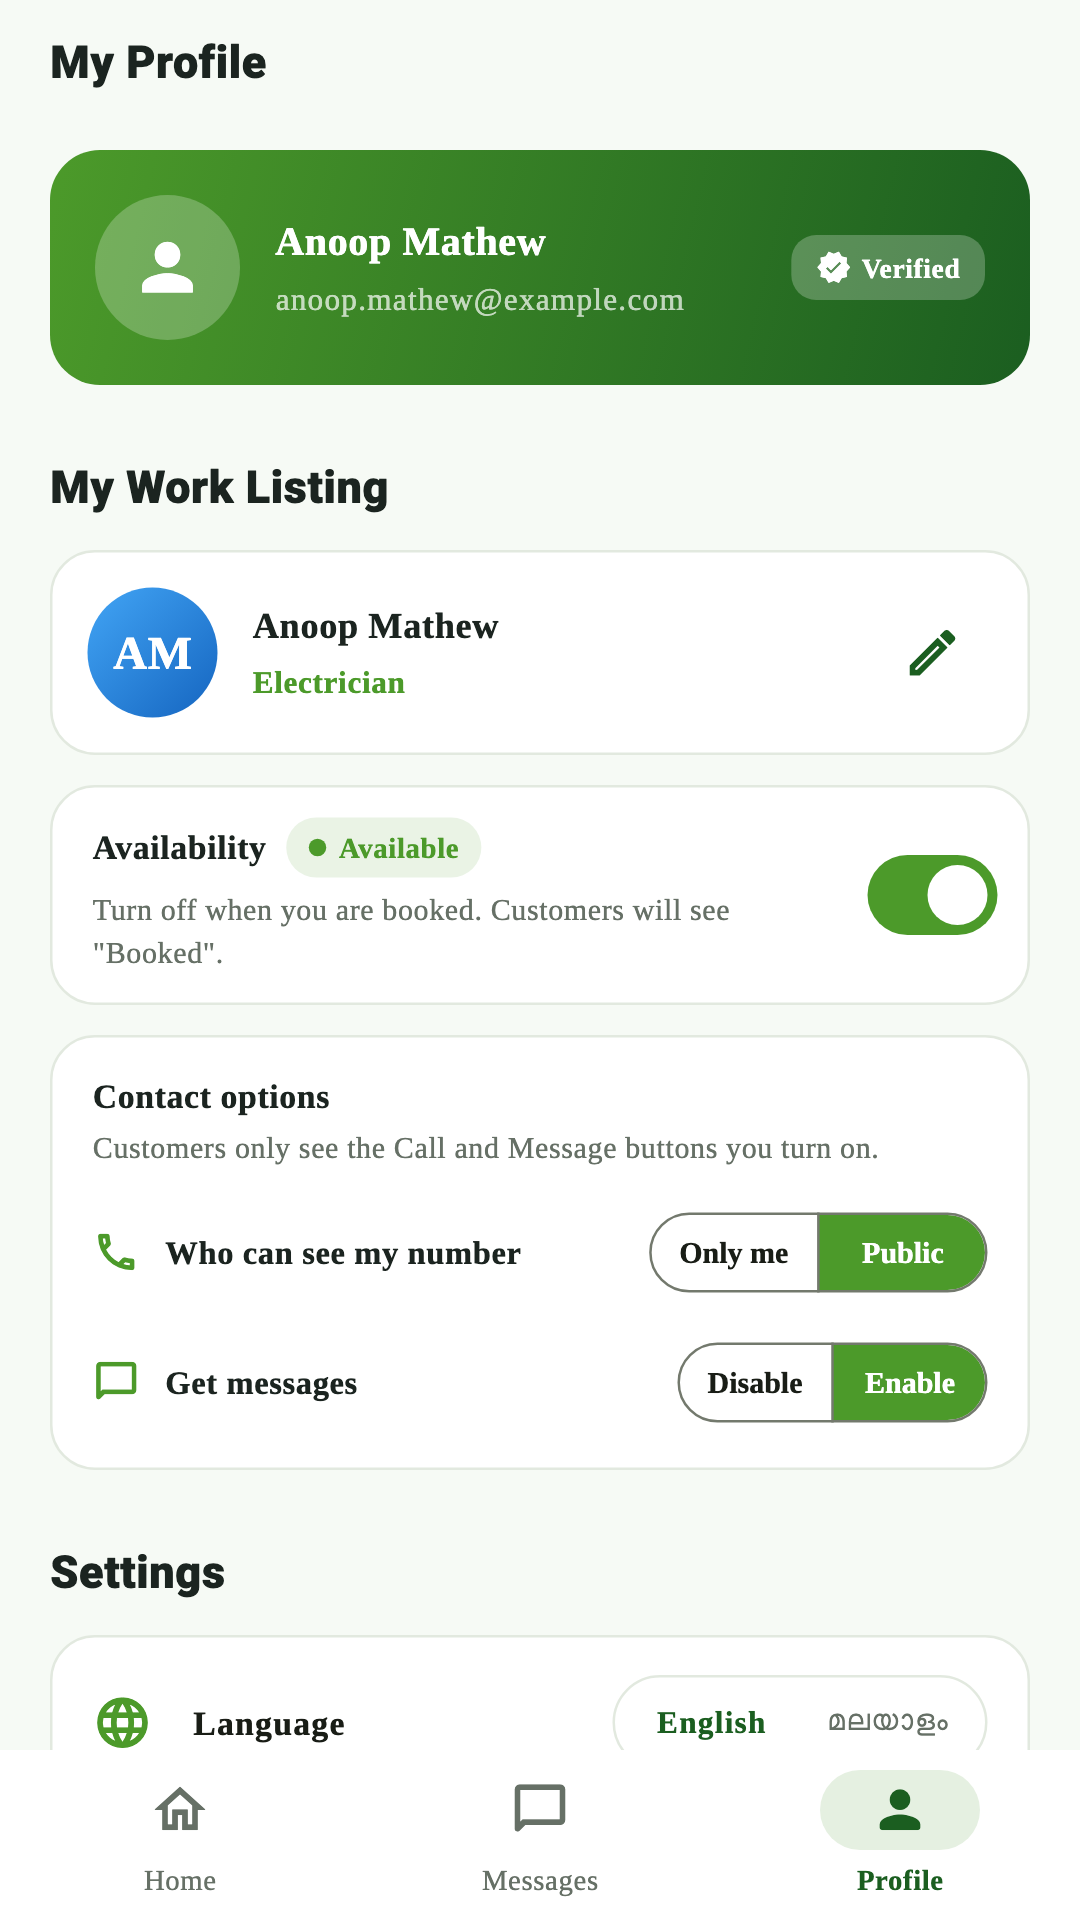 My Profile
Anoop Mathew
anoop.mathew@example.com
Verified
My Work Listing
AM
Anoop Mathew
Electrician
Availability
Available
Turn off when you are booked. Customers will see
"Booked".
Contact options
Customers only see the Call and Message buttons you turn on.
Who can see my number
Only me
Public
Get messages
Disable
Enable
Settings
Language
English
മലയാളം
Home
Messages
Profile